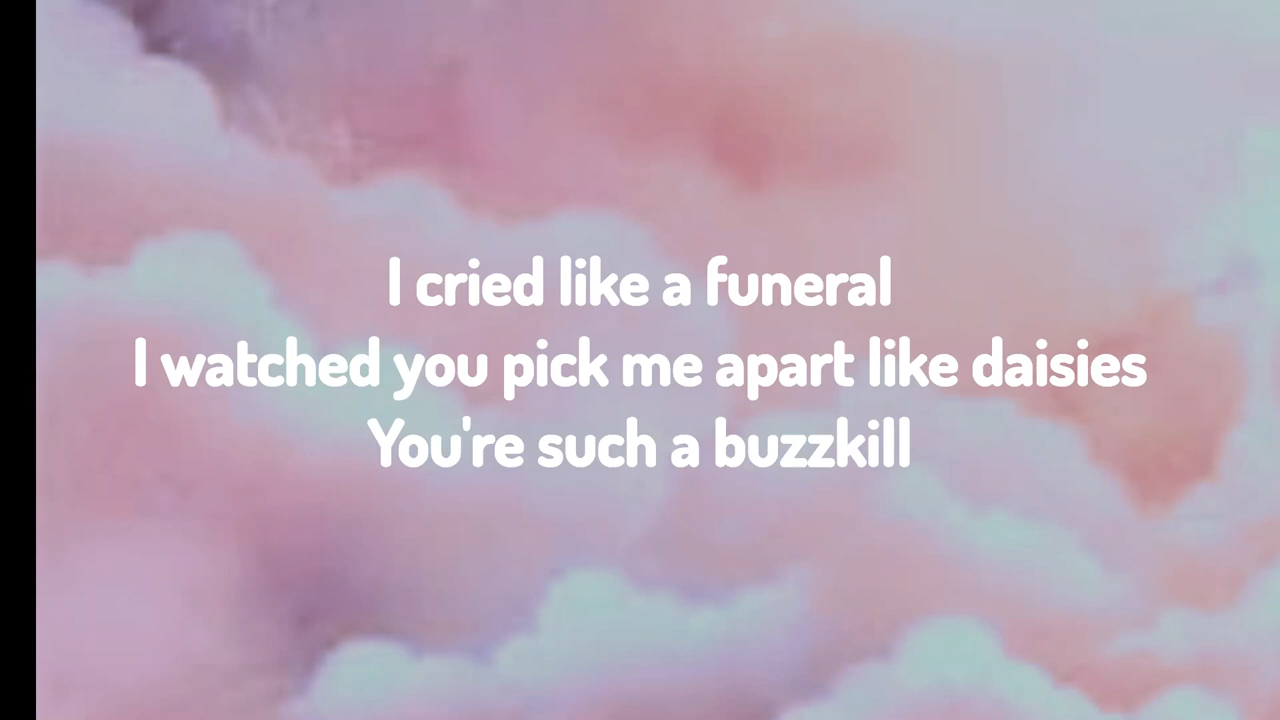 I cried like a funeral
I watched you pick me apart like daisies
You're such a buzzkill